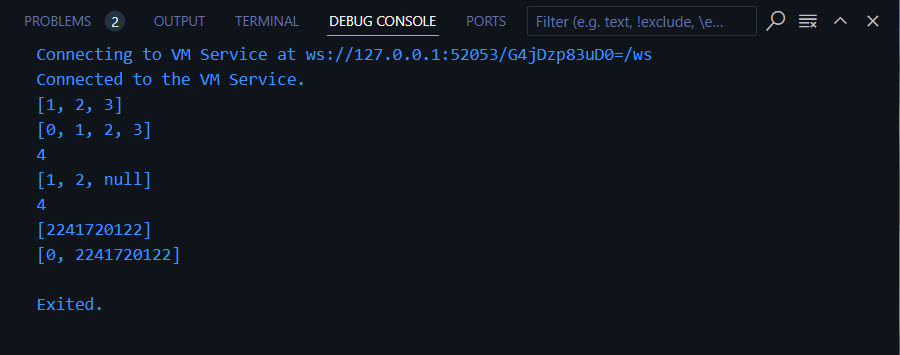 PROBLEMS 2 OUTPUT TERMINAL DEBUG CONSOLE PORTS Filter (e.g. text, !exclude, \e...
Connecting to VM Service at ws://127.0.0.1:52053/G4jDzp83uD0=/ws
Connected to the VM Service.
[1, 2, 3]
[0, 1, 2, 3]
4
[1, 2, null]
4
[2241720122]
[0, 2241720122]
Exited.